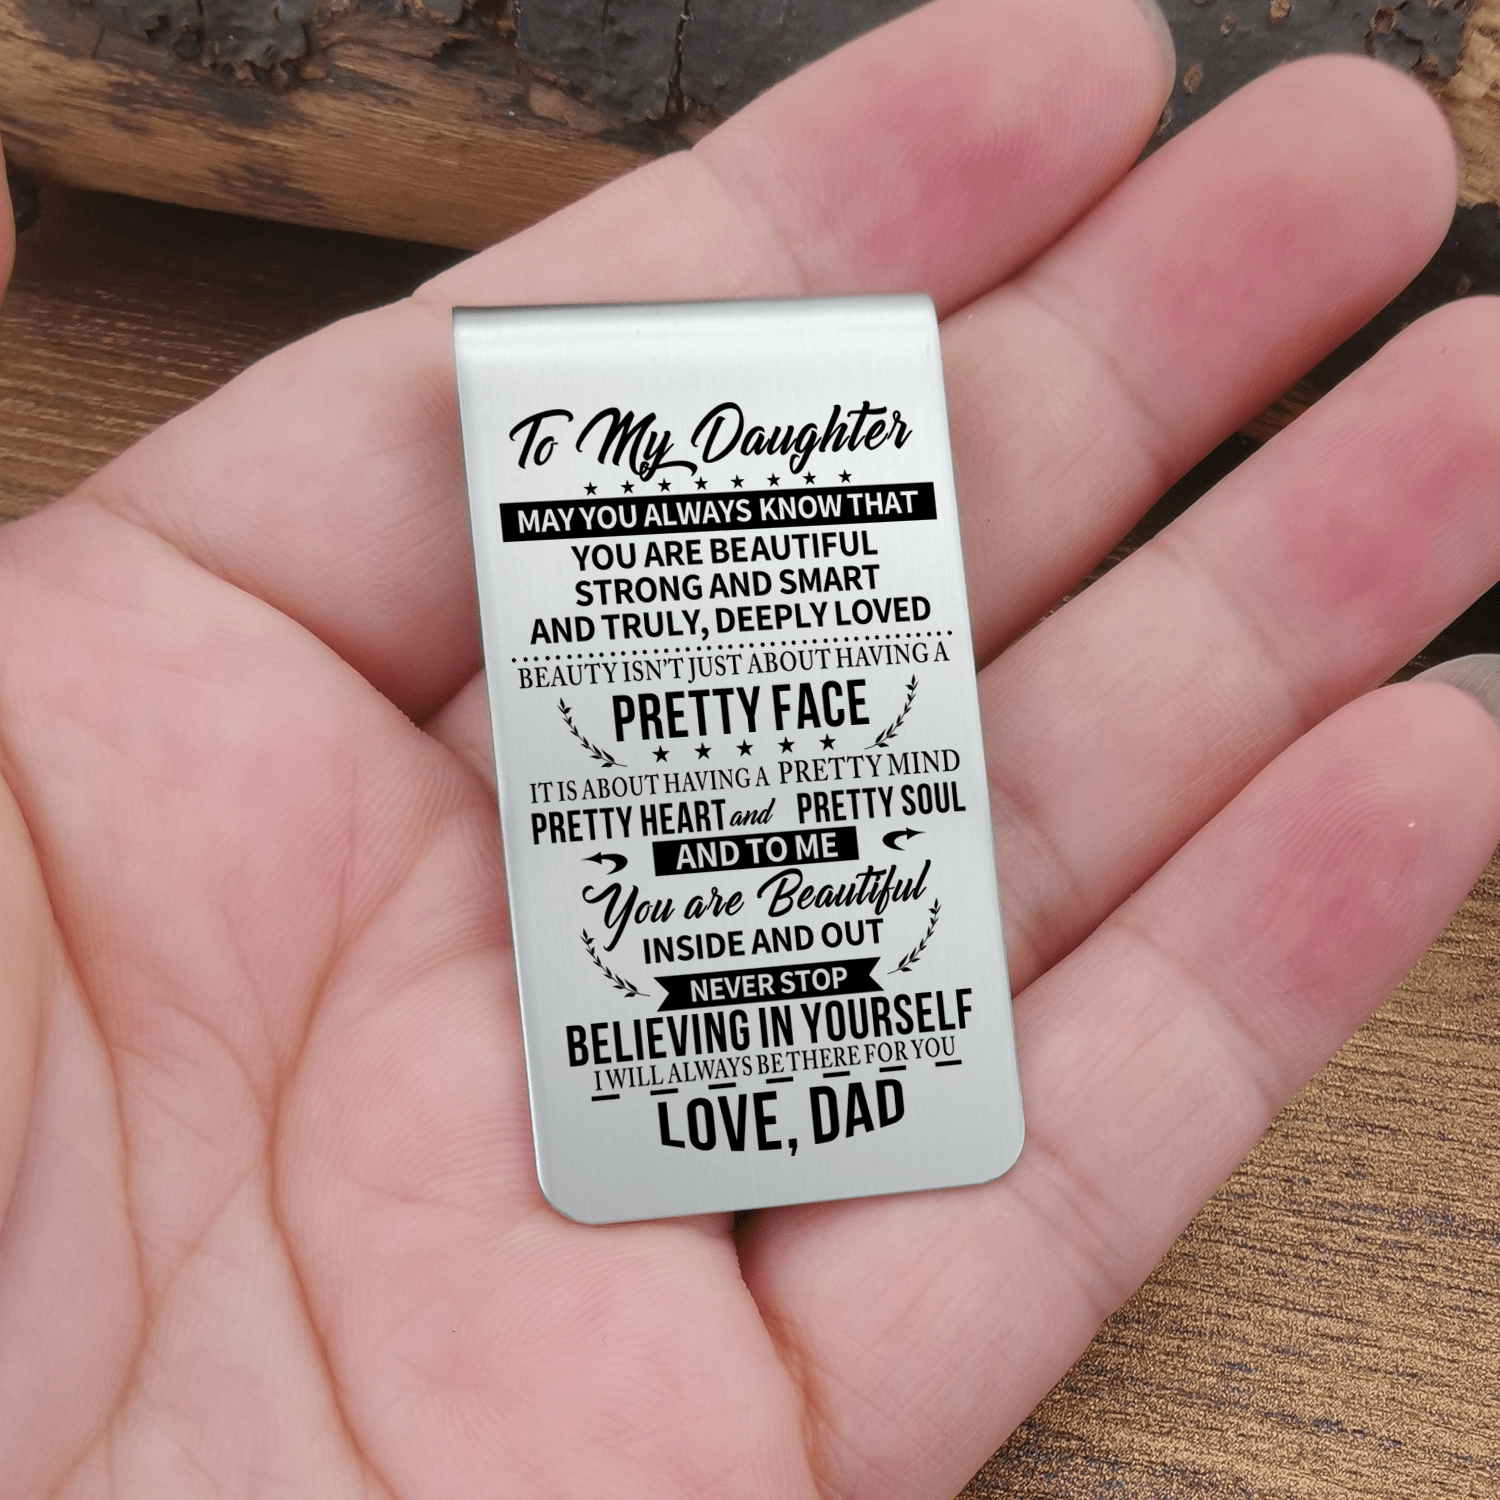 To My Daughter
MAY YOU ALWAYS KNOW THAT
YOU ARE BEAUTIFUL
STRONG AND SMART
AND TRULY, DEEPLY LOVED
BEAUTY ISN'T JUST ABOUT HAVING A
PRETTY FACE
IT IS ABOUT HAVING A PRETTY MIND
PRETTY HEART and PRETTY SOUL
AND TO ME
You are Beautiful
INSIDE AND OUT
NEVER STOP
BELIEVING IN YOURSELF
I WILL ALWAYS BE THERE FOR YOU
LOVE, DAD